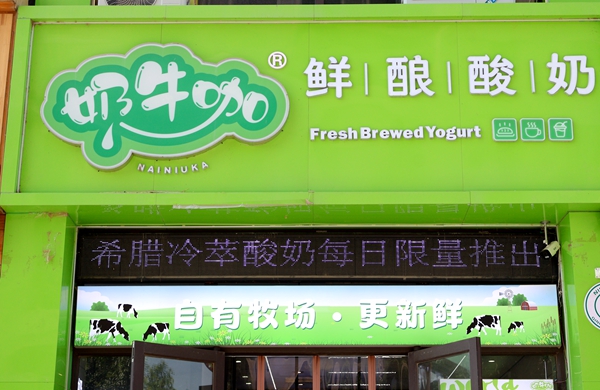 奶牛咖®
NAINIUKA
鲜|酿|酸|奶
Fresh Brewed Yogurt
希腊冷萃酸奶每日限量推出
自有牧场·更新鲜